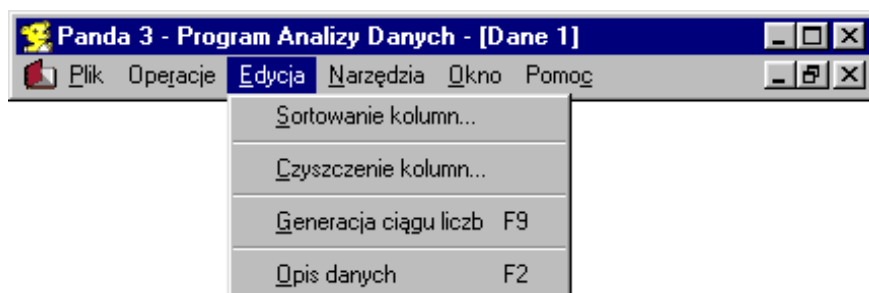 Panda 3 - Program Analizy Danych - [Dane 1]
Plik Operacje Edycja Narzędzia Okno Pomoc
Sortowanie kolumn...
Czyszczenie kolumn...
Generacja ciągu liczb F9
Opis danych F2